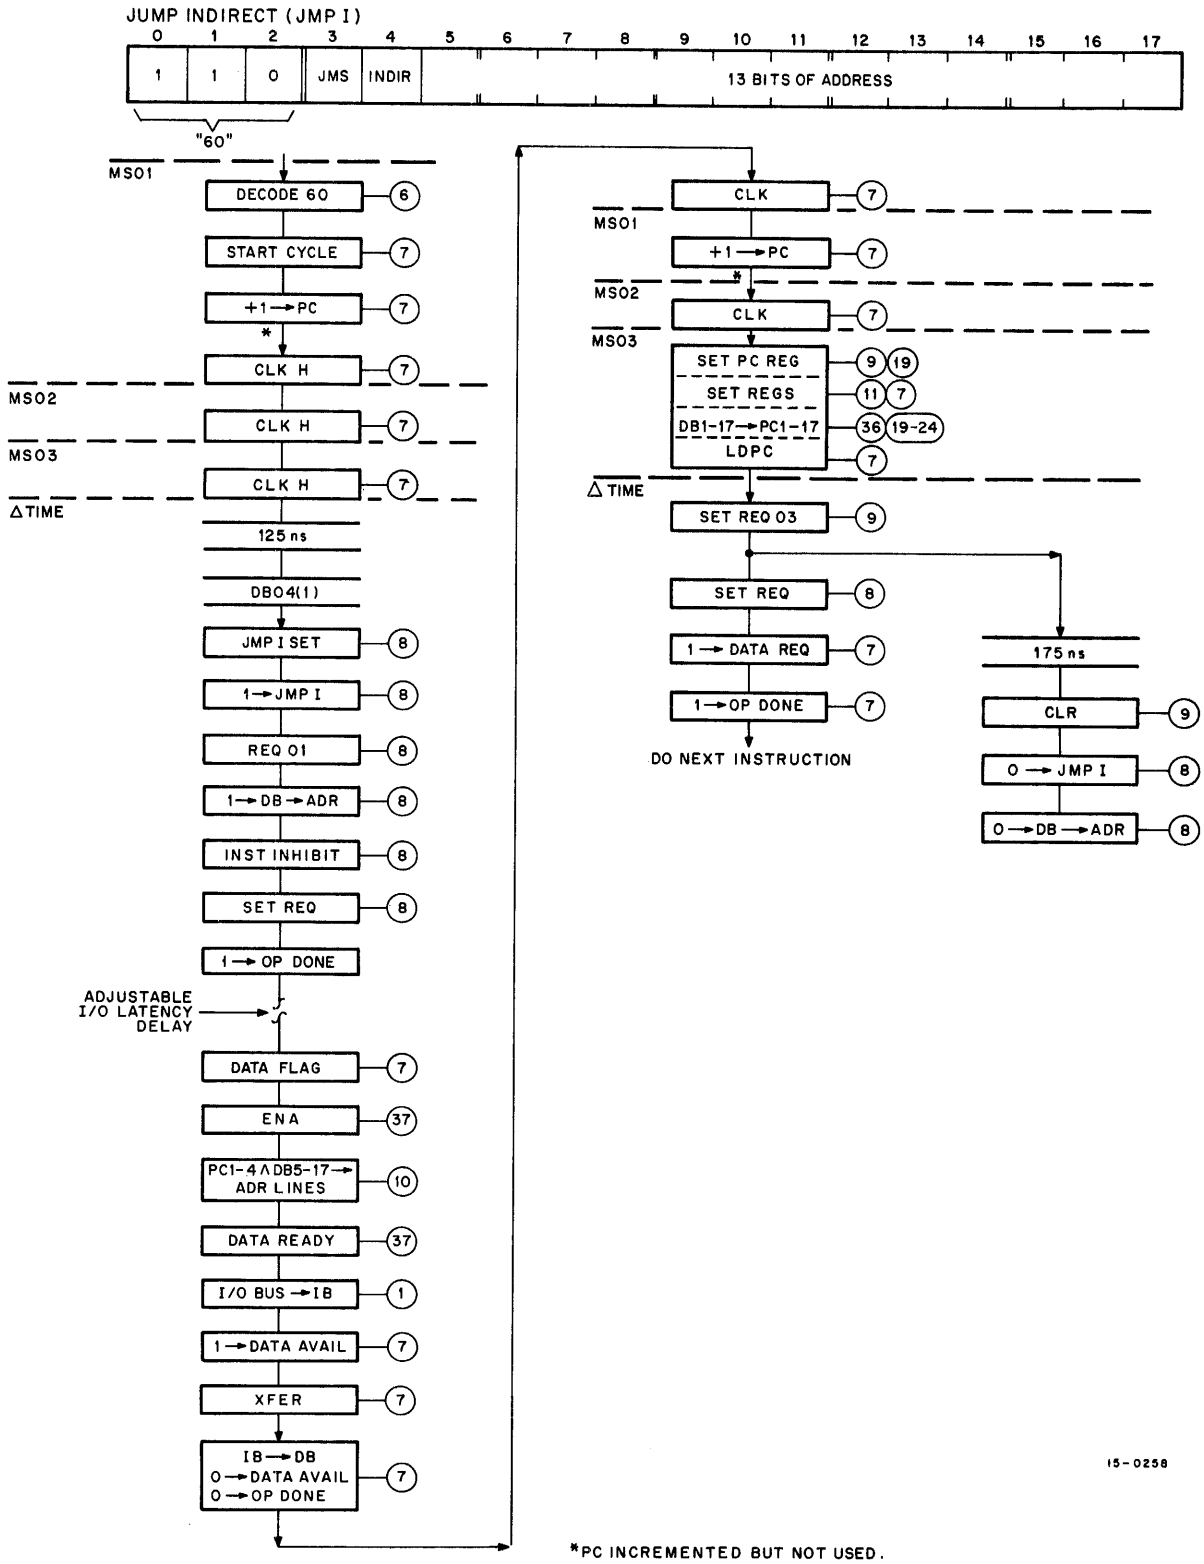 JUMP INDIRECT (JMP I)
0 1 2 3 4 5 6 7 8 9 10 11 12 13 14 15 16 17
1 1 0 JMS INDIR 13 BITS OF ADDRESS
"60"
MS01
DECODE 60 6
START CYCLE 7
+1→PC 7
*
CLK H 7
MS02
CLK H 7
MS03
CLK H 7
△ TIME
125 ns
DB04(1)
JMP I SET 8
1→JMP I 8
REQ 01 8
1→DB→ADR 8
INST INHIBIT 8
SET REQ 8
1→OP DONE
ADJUSTABLE
I/O LATENCY
DELAY
DATA FLAG 7
ENA 37
PC1-4 Λ DB5-17→
ADR LINES 10
DATA READY 37
I/O BUS→IB 1
1→DATA AVAIL 7
XFER 7
IB→DB
0→DATA AVAIL 7
0→OP DONE
CLK 7
MS01
+1→PC 7
*
MS02
CLK 7
MS03
SET PC REG 9 19
SET REGS 11 7
DB1-17→PC1-17 36 19-24
LDPC 7
△ TIME
SET REQ 03 9
SET REQ 8
1→DATA REQ 7
1→OP DONE 7
DO NEXT INSTRUCTION
175 ns
CLR 9
0→JMP I 8
0→DB→ADR 8
15-0258
*PC INCREMENTED BUT NOT USED.